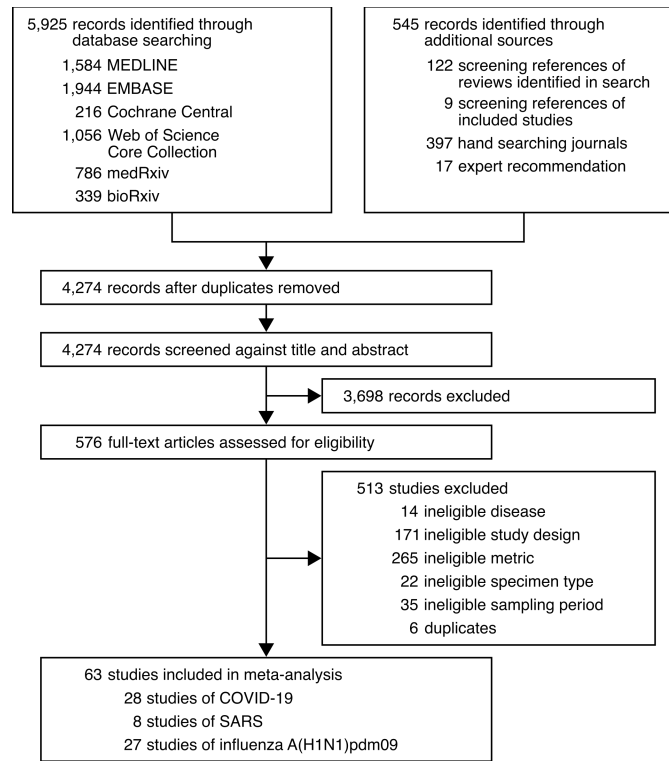 5,925 records identified through
database searching
1,584 MEDLINE
1,944 EMBASE
216 Cochrane Central
1,056 Web of Science
Core Collection
786 medRxiv
339 bioRxiv
545 records identified through
additional sources
122 screening references of
reviews identified in search
9 screening references of
included studies
397 hand searching journals
17 expert recommendation
4,274 records after duplicates removed
4,274 records screened against title and abstract
3,698 records excluded
576 full-text articles assessed for eligibility
513 studies excluded
14 ineligible disease
171 ineligible study design
265 ineligible metric
22 ineligible specimen type
35 ineligible sampling period
6 duplicates
63 studies included in meta-analysis
28 studies of COVID-19
8 studies of SARS
27 studies of influenza A(H1N1)pdm09